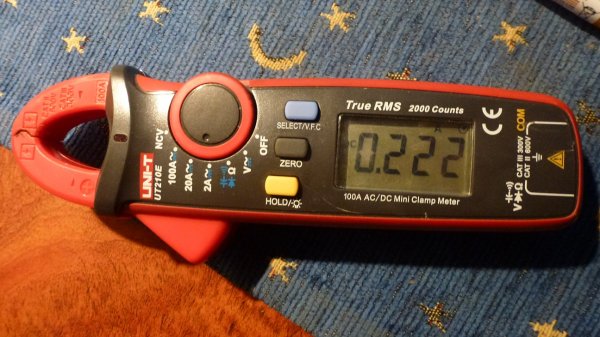 UNI-T
UT210E
NCV
100A
20A
2A
Ω
V
OFF
SELECT/V.F.C
ZERO
HOLD/
True RMS 2000 Counts
0.222
100A AC/DC Mini Clamp Meter
CE
COM
CAT III 300V
CAT II 600V
VΩ